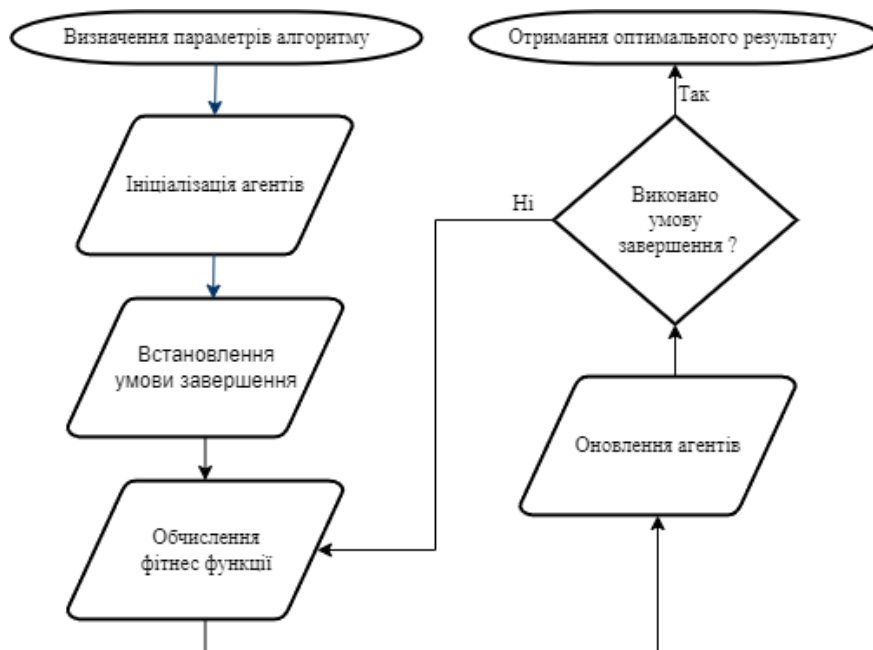 Визначення параметрів алгоритму
Ініціалізація агентів
Встановлення
умови завершення
Обчислення
фітнес функції
Оновлення агентів
Виконано
умову
завершення ?
Ні
Так
Отримання оптимального результату